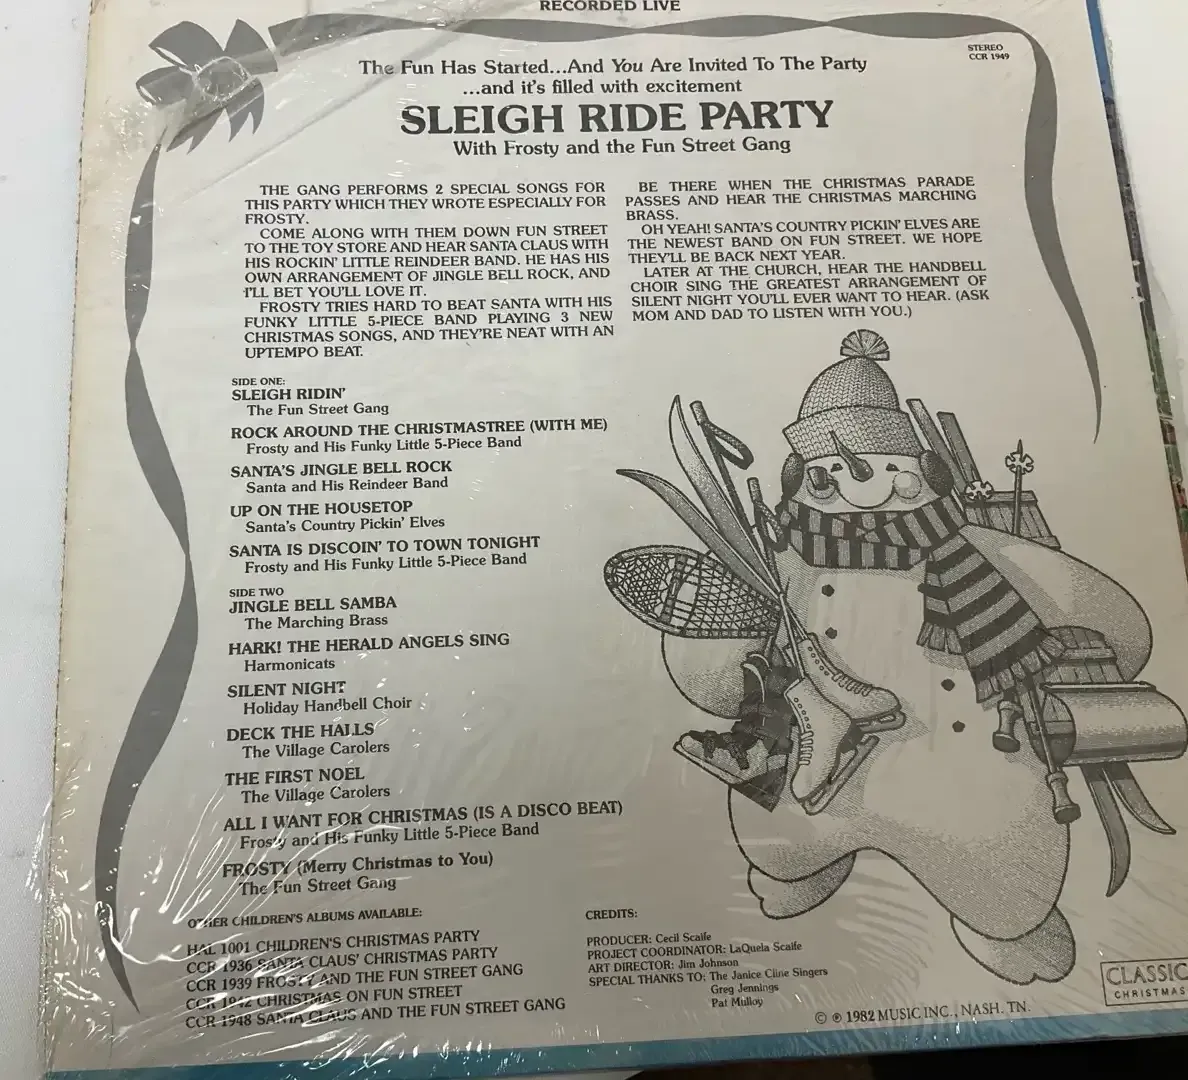 RECORDED LIVE
STEREO
CCR 1949
The Fun Has Started...And You Are Invited To The Party
...and it's filled with excitement
SLEIGH RIDE PARTY
With Frosty and the Fun Street Gang
THE GANG PERFORMS 2 SPECIAL SONGS FOR
THIS PARTY WHICH THEY WROTE ESPECIALLY FOR
FROSTY.
COME ALONG WITH THEM DOWN FUN STREET
TO THE TOY STORE AND HEAR SANTA CLAUS WITH
HIS ROCKIN' LITTLE REINDEER BAND. HE HAS HIS
OWN ARRANGEMENT OF JINGLE BELL ROCK, AND
I'LL BET YOU'LL LOVE IT.
FROSTY TRIES HARD TO BEAT SANTA WITH HIS
FUNKY LITTLE 5-PIECE BAND PLAYING 3 NEW
CHRISTMAS SONGS, AND THEY'RE NEAT WITH AN
UPTEMPO BEAT.
BE THERE WHEN THE CHRISTMAS PARADE
PASSES AND HEAR THE CHRISTMAS MARCHING
BRASS.
OH YEAH! SANTA'S COUNTRY PICKIN' ELVES ARE
THE NEWEST BAND ON FUN STREET. WE HOPE
THEY'LL BE BACK NEXT YEAR.
LATER AT THE CHURCH, HEAR THE HANDBELL
CHOIR SING THE GREATEST ARRANGEMENT OF
SILENT NIGHT YOU'LL EVER WANT TO HEAR. (ASK
MOM AND DAD TO LISTEN WITH YOU.)
SIDE ONE:
SLEIGH RIDIN'
The Fun Street Gang
ROCK AROUND THE CHRISTMASTREE (WITH ME)
Frosty and His Funky Little 5-Piece Band
SANTA'S JINGLE BELL ROCK
Santa and His Reindeer Band
UP ON THE HOUSETOP
Santa's Country Pickin' Elves
SANTA IS DISCOIN' TO TOWN TONIGHT
Frosty and His Funky Little 5-Piece Band
SIDE TWO
JINGLE BELL SAMBA
The Marching Brass
HARK! THE HERALD ANGELS SING
Harmonicats
SILENT NIGHT
Holiday Handbell Choir
DECK THE HALLS
The Village Carolers
THE FIRST NOEL
The Village Carolers
ALL I WANT FOR CHRISTMAS (IS A DISCO BEAT)
Frosty and His Funky Little 5-Piece Band
FROSTY (Merry Christmas to You)
The Fun Street Gang
OTHER CHILDREN'S ALBUMS AVAILABLE:
HAL 1001 CHILDREN'S CHRISTMAS PARTY
CCR 1936 SANTA CLAUS' CHRISTMAS PARTY
CCR 1939 FROSTY AND THE FUN STREET GANG
CCR 1942 CHRISTMAS ON FUN STREET
CCR 1948 SANTA CLAUS AND THE FUN STREET GANG
CREDITS:
PRODUCER: Cecil Scaife
PROJECT COORDINATOR: LaQuela Scaife
ART DIRECTOR: Jim Johnson
SPECIAL THANKS TO: The Janice Cline Singers
Greg Jennings
Pat Mulloy
© ℗ 1982 MUSIC INC., NASH. TN.
CLASSIC
CHRISTMAS